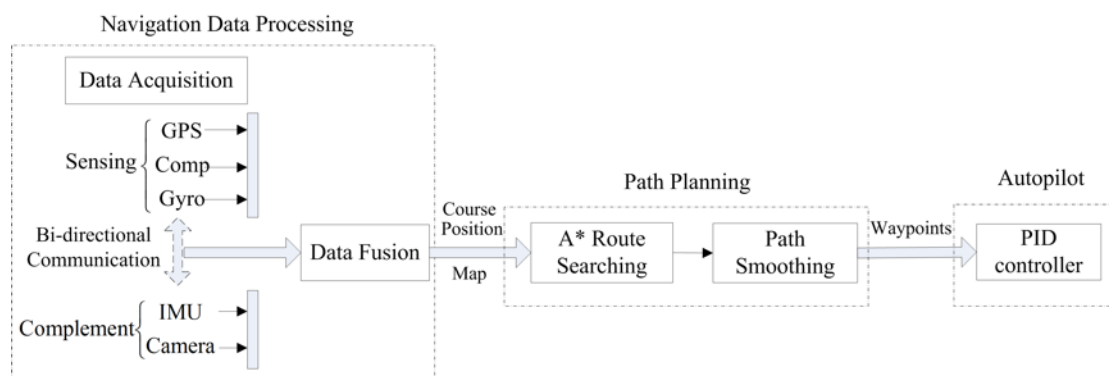 Navigation Data Processing
Data Acquisition
GPS
Sensing
Comp
Gyro
Bi-directional
Communication
Data Fusion
IMU
Complement
Camera
Course
Position
Map
Path Planning
A* Route
Searching
Path
Smoothing
Waypoints
Autopilot
PID
controller